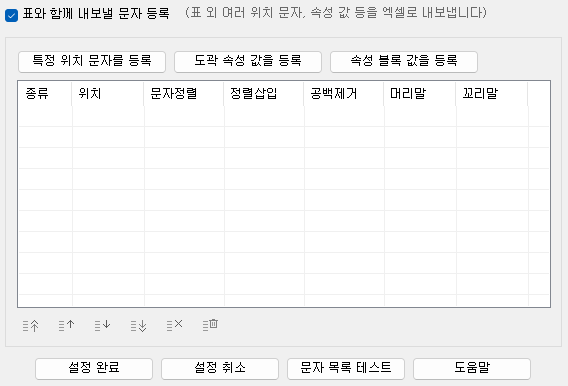 표와 함께 내보낼 문자 등록 (표 외 여러 위치 문자, 속성 값 등을 엑셀로 내보냅니다)
특정 위치 문자를 등록 도곽 속성 값을 등록 속성 블록 값을 등록
종류 위치 문자정렬 정렬삽입 공백제거 머리말 꼬리말
설정 완료 설정 취소 문자 목록 테스트 도움말